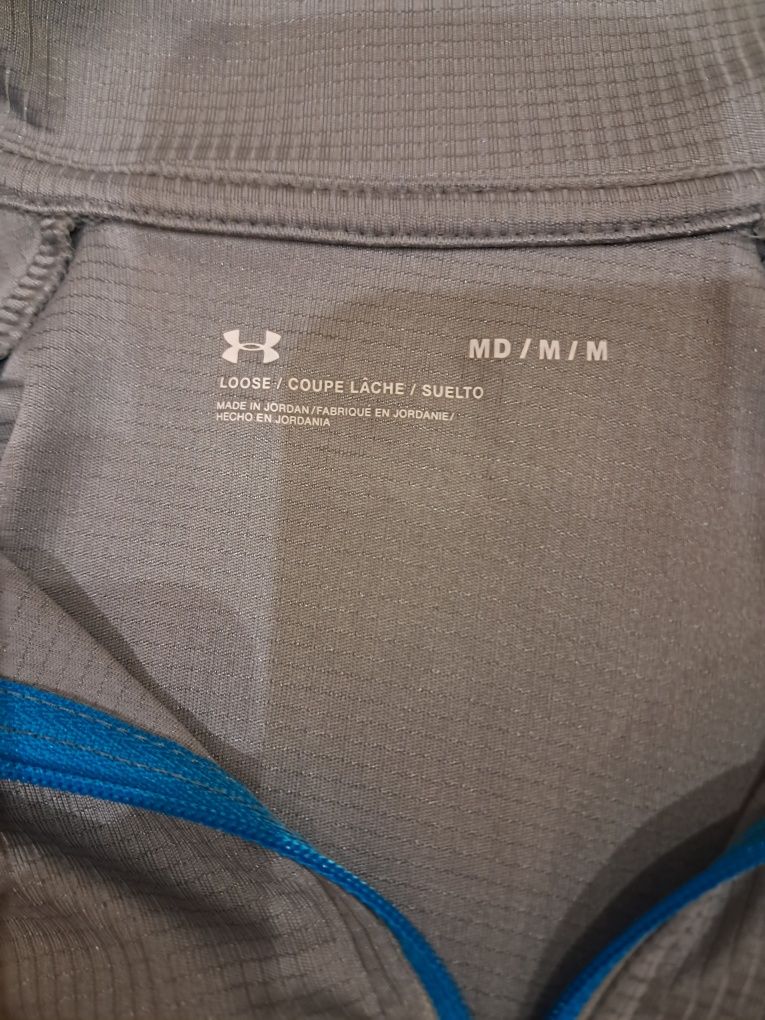 MD / M / M
LOOSE / COUPE LÂCHE / SUELTO
MADE IN JORDAN / FABRIQUE EN JORDANIE /
HECHO EN JORDANIA